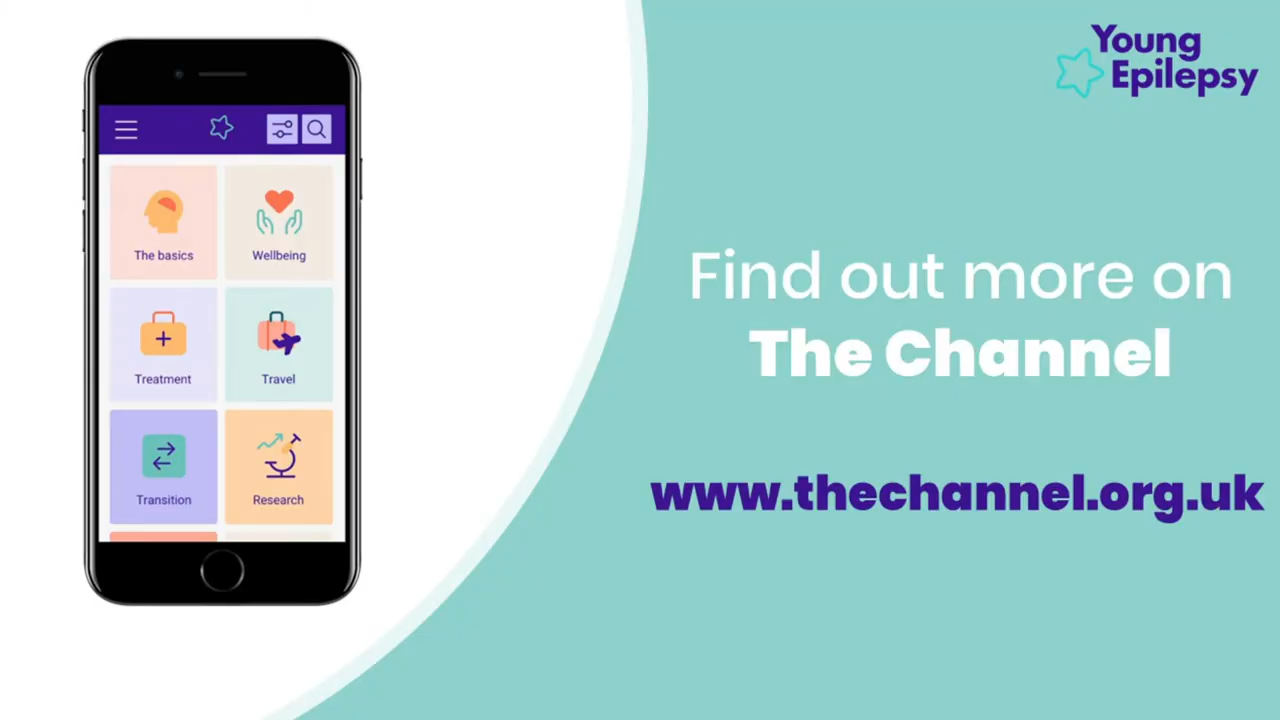 Young
Epilepsy
The basics
Wellbeing
Treatment
Travel
Transition
Research
Find out more on
The Channel
www.thechannel.org.uk